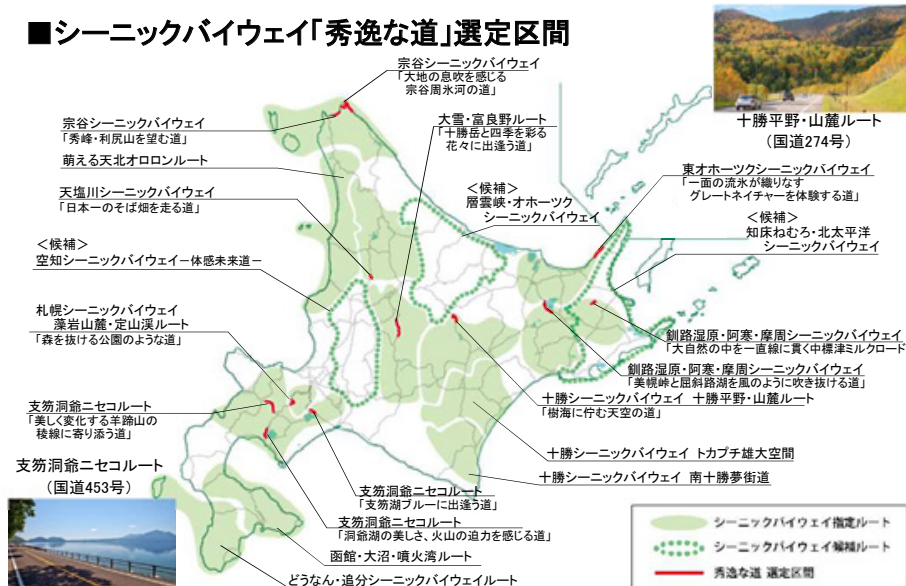 ■シーニックバイウェイ「秀逸な道」選定区間
宗谷シーニックバイウェイ
「大地の息吹を感じる
宗谷周氷河の道」
宗谷シーニックバイウェイ
「秀峰・利尻山を望む道」
大雪・富良野ルート
「十勝岳と四季を彩る
花々に出逢う道」
十勝平野・山麓ルート
(国道274号)
萌える天北オロロンルート
天塩川シーニックバイウェイ
「日本一のそば畑を走る道」
<候補>
層雲峡・オホーツク
シーニックバイウェイ
東オホーツクシーニックバイウェイ
「一面の流氷が織りなす
グレートネイチャーを体験する道」
<候補>
知床ねむろ・北太平洋
シーニックバイウェイ
<候補>
空知シーニックバイウェイー体感未来道ー
札幌シーニックバイウェイ
藻岩山麓・定山渓ルート
「森を抜ける公園のような道」
釧路湿原・阿寒・摩周シーニックバイウェイ
「大自然の中を一直線に貫く中標津ミルクロード
釧路湿原・阿寒・摩周シーニックバイウェイ
「美幌峠と屈斜路湖を風のように吹き抜ける道」
十勝シーニックバイウェイ 十勝平野・山麓ルート
「樹海に佇む天空の道」
支笏洞爺ニセコルート
「美しく変化する羊蹄山の
稜線に寄り添う道」
十勝シーニックバイウェイ トカプチ雄大空間
支笏洞爺ニセコルート
(国道453号)
十勝シーニックバイウェイ 南十勝夢街道
支笏洞爺ニセコルート
「支笏湖ブルーに出逢う道」
支笏洞爺ニセコルート
「洞爺湖の美しさ、火山の迫力を感じる道」
函館・大沼・噴火湾ルート
どうなん・追分シーニックバイウェイルート
シーニックバイウェイ指定ルート
シーニックバイウェイ候補ルート
秀逸な道 選定区間